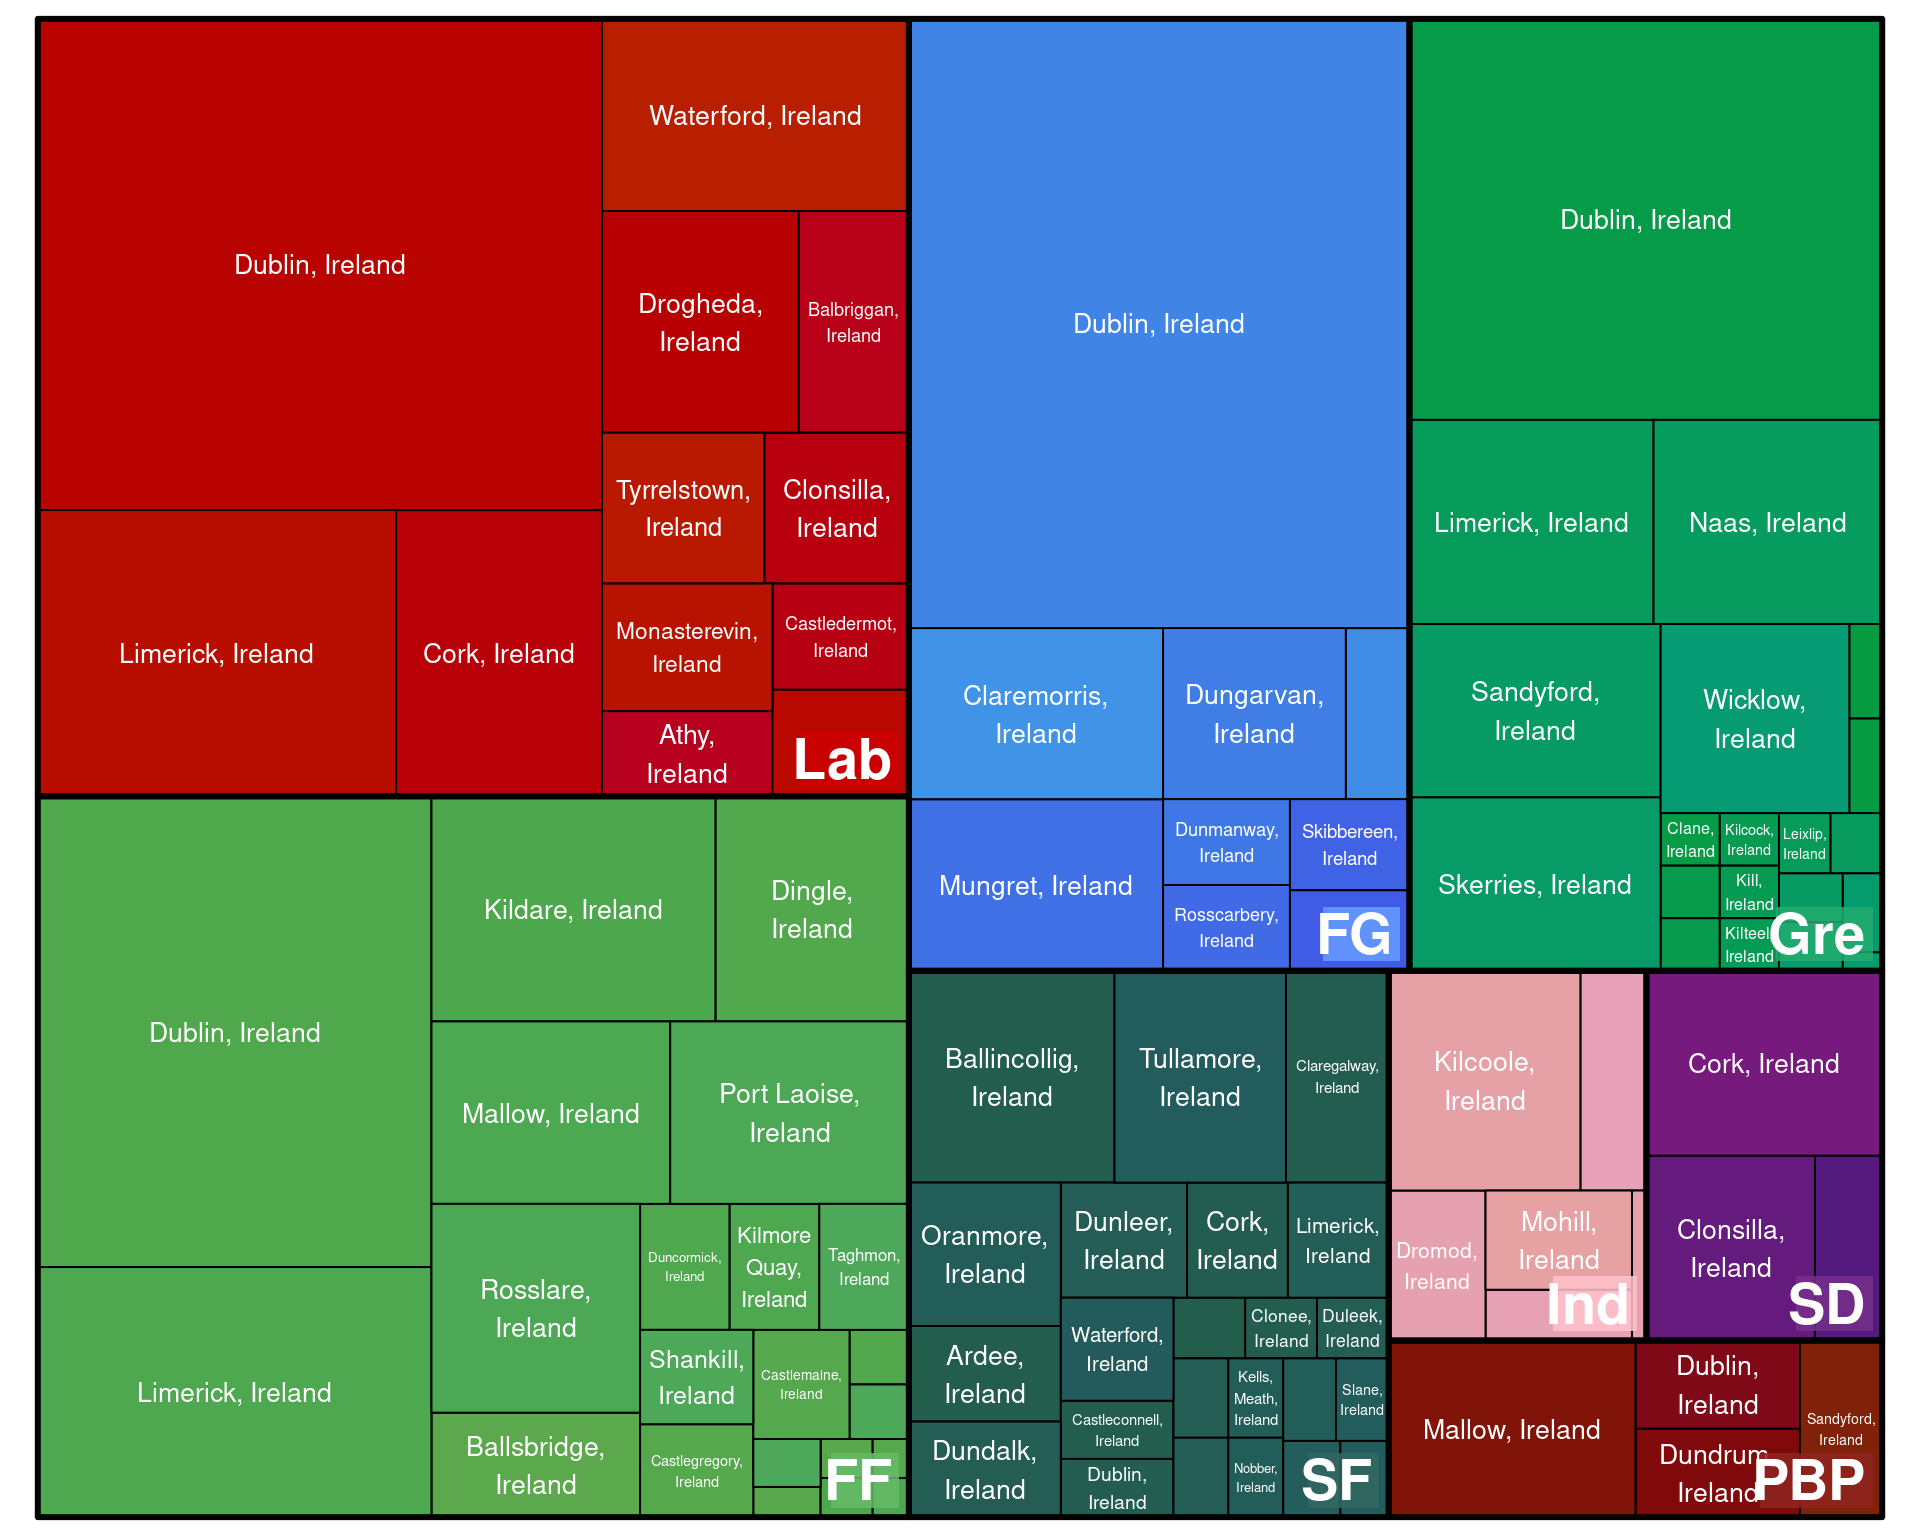 Dublin, Ireland
Waterford, Ireland
Drogheda,
Ireland
Balbriggan,
Ireland
Tyrrelstown,
Ireland
Clonsilla,
Ireland
Limerick, Ireland
Cork, Ireland
Monasterevin,
Ireland
Castledermot,
Ireland
Athy,
Ireland
Lab
Dublin, Ireland
Claremorris,
Ireland
Dungarvan,
Ireland
Mungret, Ireland
Dunmanway,
Ireland
Skibbereen,
Ireland
Rosscarbery,
Ireland
FG
Dublin, Ireland
Limerick, Ireland
Naas, Ireland
Sandyford,
Ireland
Wicklow,
Ireland
Skerries, Ireland
Clane,
Ireland
Kilcock,
Ireland
Leixlip,
Ireland
Kill,
Ireland
Kilteel,
Ireland
Gre
Dublin, Ireland
Kildare, Ireland
Dingle,
Ireland
Mallow, Ireland
Port Laoise,
Ireland
Limerick, Ireland
Rosslare,
Ireland
Duncormick,
Ireland
Kilmore
Quay,
Ireland
Taghmon,
Ireland
Shankill,
Ireland
Castlemaine,
Ireland
Ballsbridge,
Ireland
Castlegregory,
Ireland
FF
Ballincollig,
Ireland
Tullamore,
Ireland
Claregalway,
Ireland
Oranmore,
Ireland
Dunleer,
Ireland
Cork,
Ireland
Limerick,
Ireland
Ardee,
Ireland
Waterford,
Ireland
Clonee,
Ireland
Duleek,
Ireland
Kells,
Meath,
Ireland
Slane,
Ireland
Castleconnell,
Ireland
Dundalk,
Ireland
Dublin,
Ireland
Nobber,
Ireland
SF
Kilcoole,
Ireland
Dromod,
Ireland
Mohill,
Ireland
Ind
Cork, Ireland
Clonsilla,
Ireland
SD
Mallow, Ireland
Dublin,
Ireland
Dundrum,
Ireland
Sandyford,
Ireland
PBP